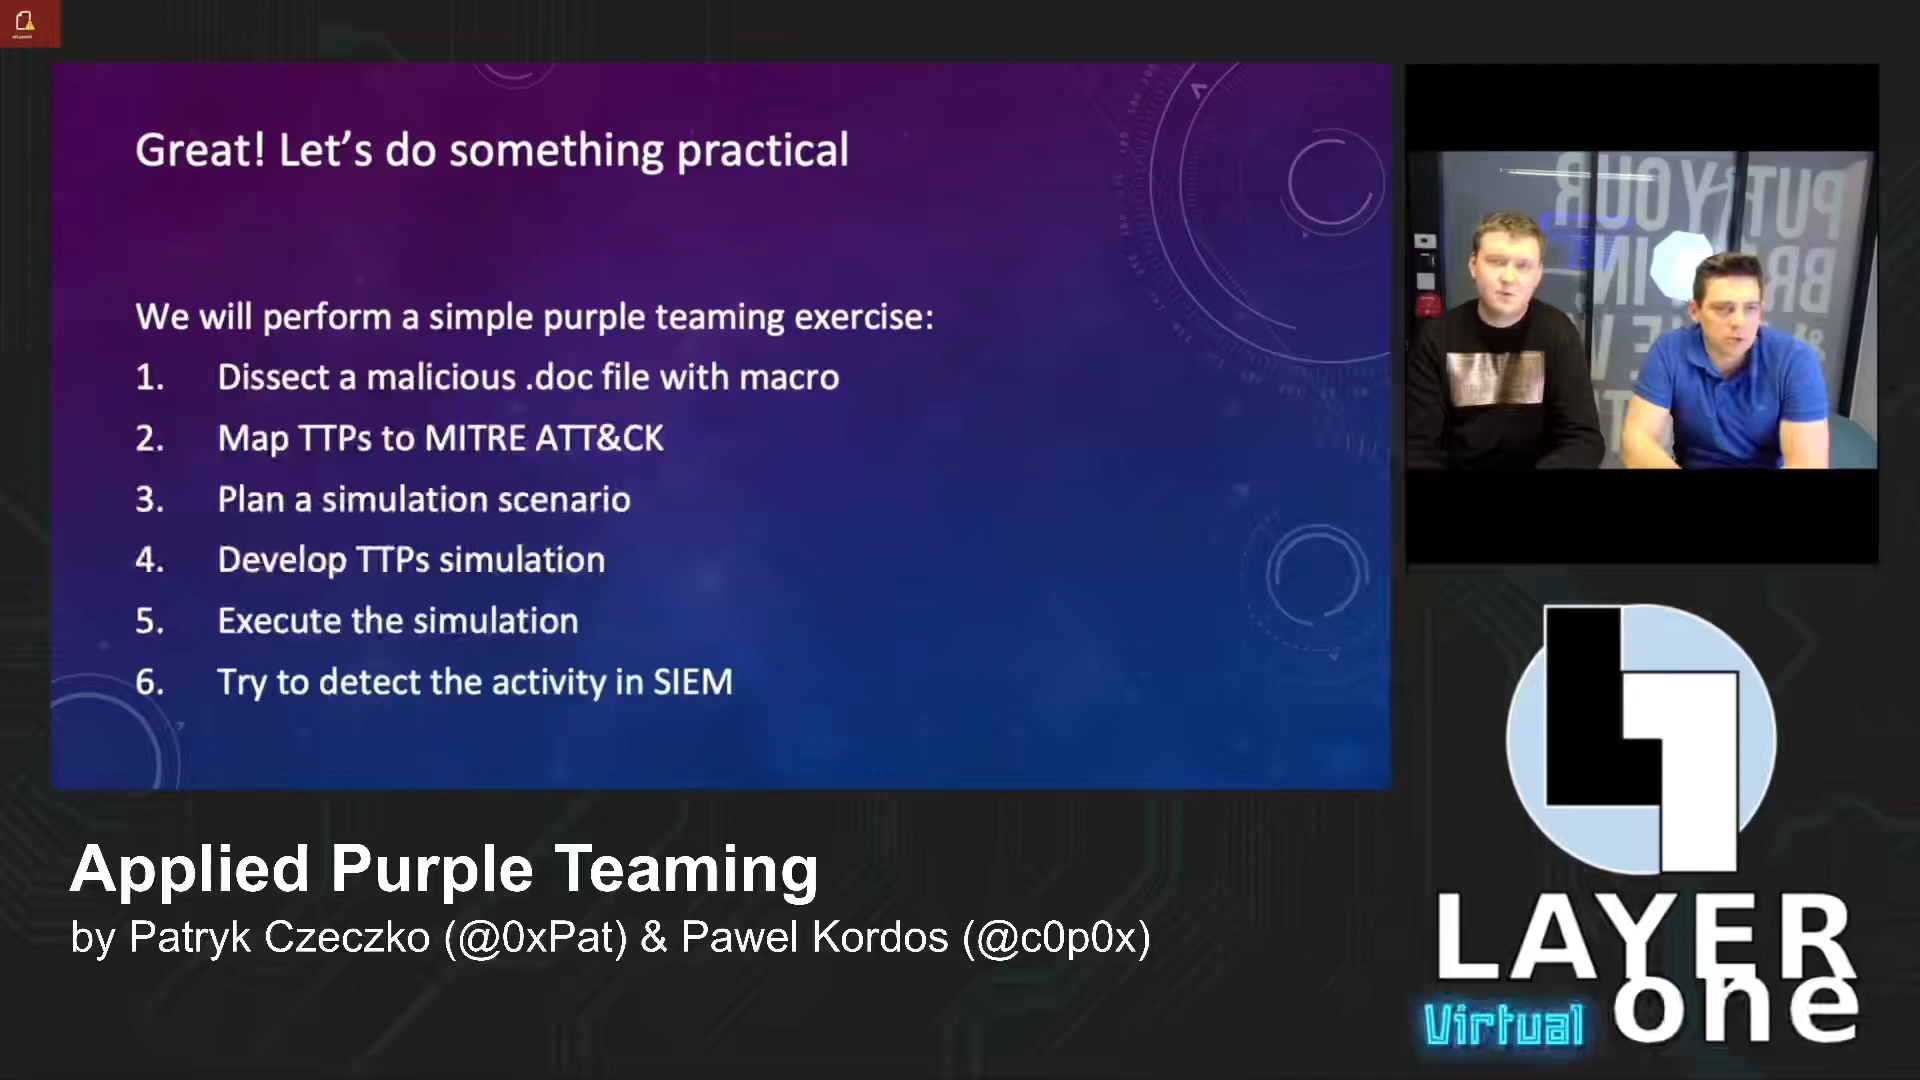 Great! Let's do something practical
We will perform a simple purple teaming exercise:
1. Dissect a malicious .doc file with macro
2. Map TTPs to MITRE ATT&CK
3. Plan a simulation scenario
4. Develop TTPs simulation
5. Execute the simulation
6. Try to detect the activity in SIEM
PUT YOUR
Applied Purple Teaming
by Patryk Czeczko (@0xPat) & Pawel Kordos (@c0p0x)
LAYER
one
Virtual